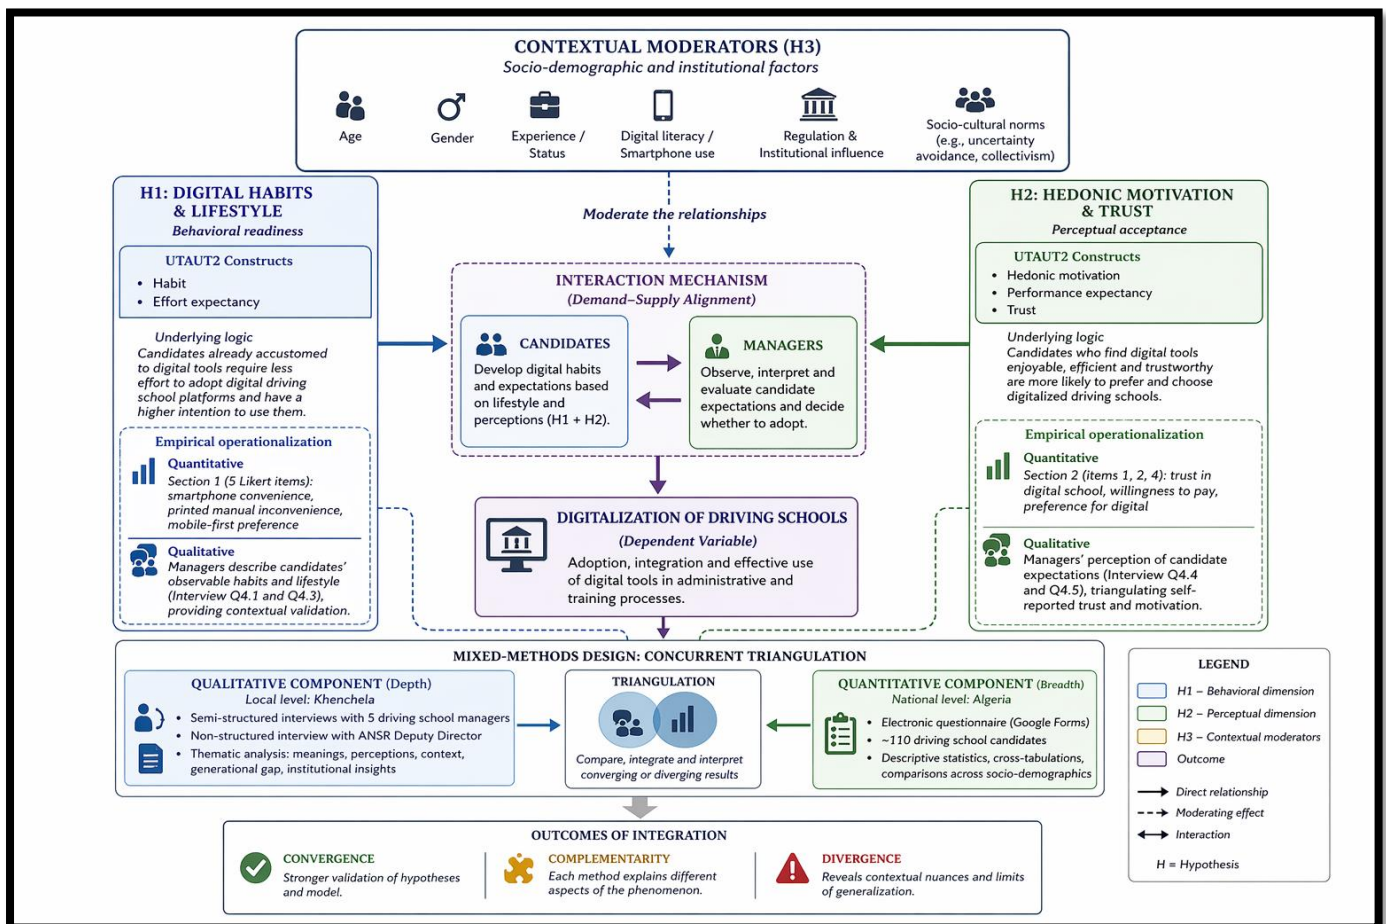 CONTEXTUAL MODERATORS (H3)
Socio-demographic and institutional factors
Age
Gender
Experience /
Status
Digital literacy /
Smartphone use
Regulation &
Institutional influence
Socio-cultural norms
(e.g., uncertainty
avoidance, collectivism)
Moderate the relationships
H1: DIGITAL HABITS
& LIFESTYLE
Behavioral readiness
UTAUT2 Constructs
• Habit
• Effort expectancy
Underlying logic
Candidates already accustomed
to digital tools require less
effort to adopt digital driving
school platforms and have a
higher intention to use them.
Empirical operationalization
Quantitative
Section 1 (5 Likert items):
smartphone convenience,
printed manual inconvenience,
mobile-first preference
Qualitative
Managers describe candidates’
observable habits and lifestyle
(Interview Q4.1 and Q4.3),
providing contextual validation.
INTERACTION MECHANISM
(Demand–Supply Alignment)
CANDIDATES
Develop digital habits
and expectations based
on lifestyle and
perceptions (H1 + H2).
MANAGERS
Observe, interpret and
evaluate candidate
expectations and decide
whether to adopt.
DIGITALIZATION OF DRIVING SCHOOLS
(Dependent Variable)
Adoption, integration and effective use
of digital tools in administrative and
training processes.
H2: HEDONIC MOTIVATION
& TRUST
Perceptual acceptance
UTAUT2 Constructs
• Hedonic motivation
• Performance expectancy
• Trust
Underlying logic
Candidates who find digital tools
enjoyable, efficient and trustworthy
are more likely to prefer and choose
digitalized driving schools.
Empirical operationalization
Quantitative
Section 2 (items 1, 2, 4): trust in
digital school, willingness to pay,
preference for digital
Qualitative
Managers’ perception of candidate
expectations (Interview Q4.4
and Q4.5), triangulating self-
reported trust and motivation.
MIXED-METHODS DESIGN: CONCURRENT TRIANGULATION
QUALITATIVE COMPONENT (Depth)
Local level: Khenchela
• Semi-structured interviews with 5 driving school managers
• Non-structured interview with ANSR Deputy Director
• Thematic analysis: meanings, perceptions, context,
generational gap, institutional insights
TRIANGULATION
Compare, integrate and interpret
converging or diverging results
QUANTITATIVE COMPONENT (Breadth)
National level: Algeria
• Electronic questionnaire (Google Forms)
• ~110 driving school candidates
• Descriptive statistics, cross-tabulations,
comparisons across socio-demographics
LEGEND
H1 – Behavioral dimension
H2 – Perceptual dimension
H3 – Contextual moderators
Outcome
Direct relationship
Moderating effect
Interaction
H = Hypothesis
OUTCOMES OF INTEGRATION
CONVERGENCE
Stronger validation of hypotheses
and model.
COMPLEMENTARITY
Each method explains different
aspects of the phenomenon.
DIVERGENCE
Reveals contextual nuances and limits
of generalization.